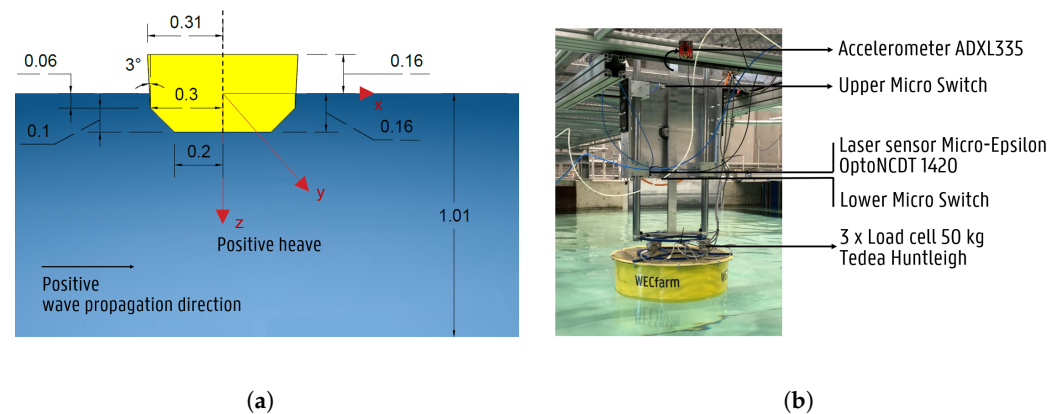 0.31
0.06
3°
0.16
0.3
x
0.1
0.16
0.2
y
1.01
z
Positive heave
Positive
wave propagation direction
(a)
Accelerometer ADXL335
Upper Micro Switch
Laser sensor Micro-Epsilon
OptoNCDT 1420
Lower Micro Switch
3 x Load cell 50 kg
Tedea Huntleigh
WECfarm
(b)